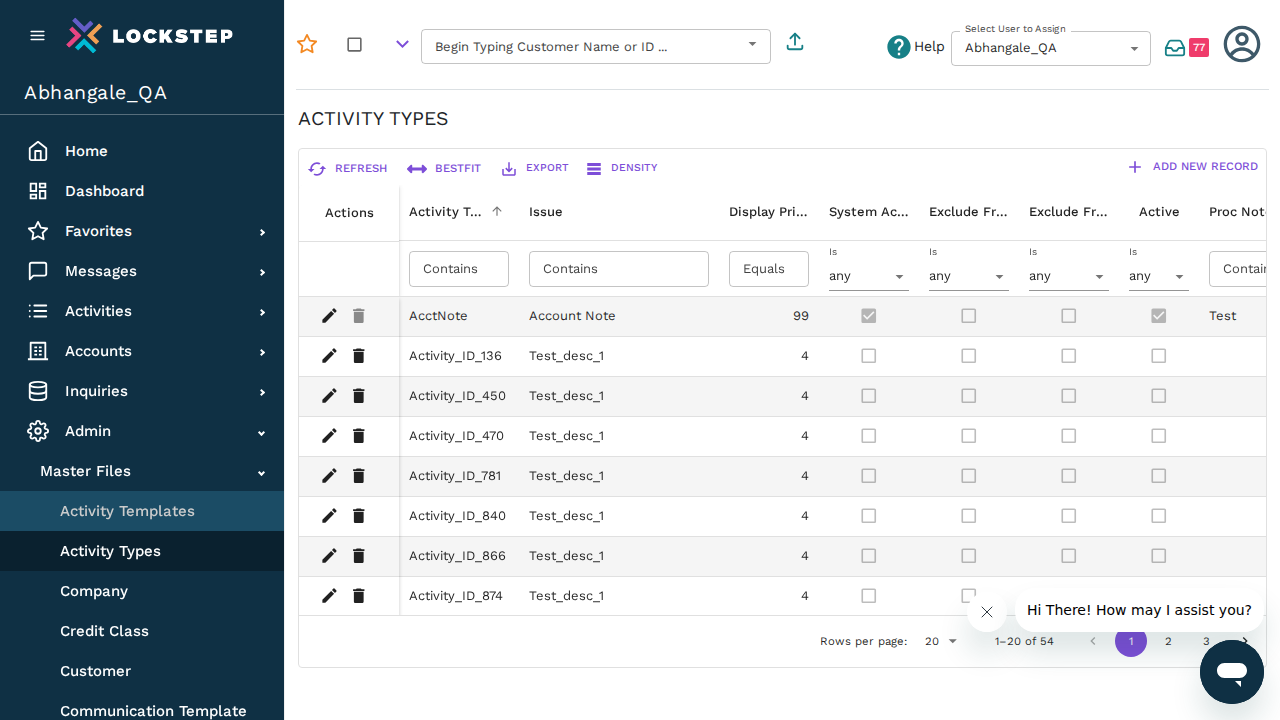 LOCKSTEP
Abhangale_QA
Home
Dashboard
Favorites
Messages
Activities
Accounts
Inquiries
Admin
Master Files
Activity Templates
Activity Types
Company
Credit Class
Customer
Communication Template
Begin Typing Customer Name or ID ...
Help
Select User to Assign
Abhangale_QA
77
ACTIVITY TYPES
REFRESH BESTFIT EXPORT DENSITY ADD NEW RECORD
Actions Activity T... Issue Display Pri... System Ac... Exclude Fr... Exclude Fr... Active Proc Not
Is Is Is Is
Contains Contains Equals any any any any Contain
AcctNote Account Note 99 Test
Activity_ID_136 Test_desc_1 4
Activity_ID_450 Test_desc_1 4
Activity_ID_470 Test_desc_1 4
Activity_ID_781 Test_desc_1 4
Activity_ID_840 Test_desc_1 4
Activity_ID_866 Test_desc_1 4
Activity_ID_874 Test_desc_1 4
Hi There! How may I assist you?
Rows per page: 20 1–20 of 54 1 2 3